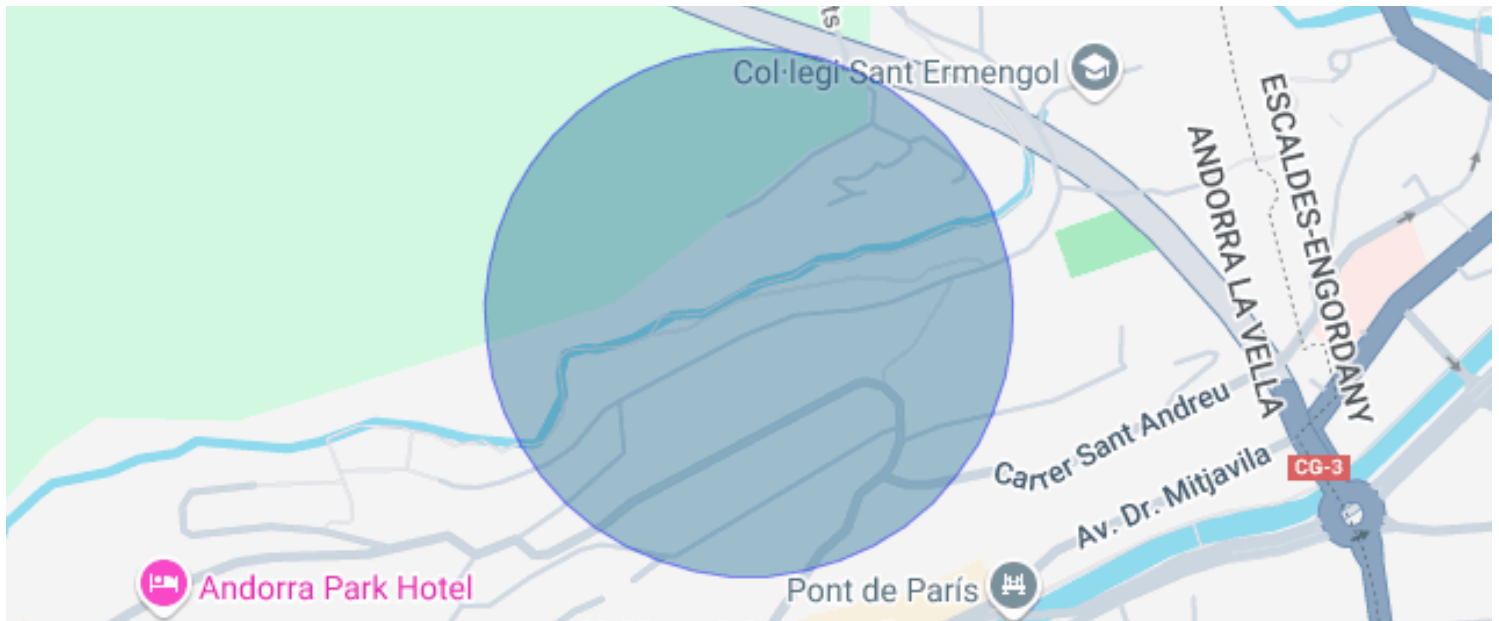 ts
Col·legi Sant Ermengol
ESCALDES-ENGORDANY
ANDORRA LA VELLA
Carrer Sant Andreu
CG-3
Av. Dr. Mitjavila
Andorra Park Hotel
Pont de París